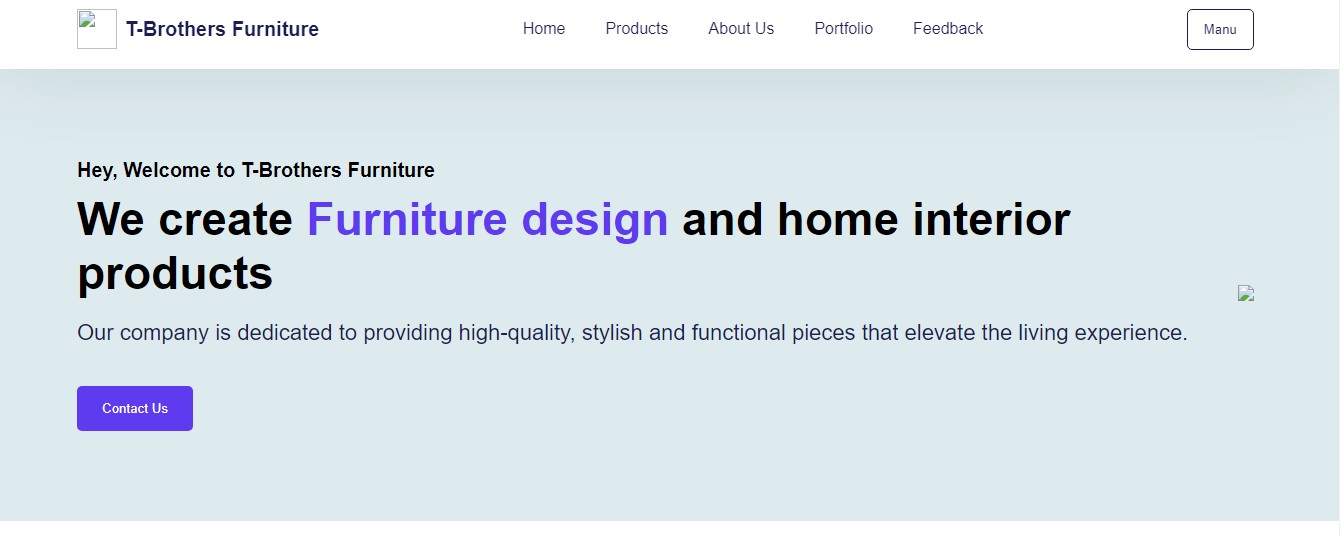 T-Brothers Furniture
Home
Products
About Us
Portfolio
Feedback
Manu
Hey, Welcome to T-Brothers Furniture
We create Furniture design and home interior
products
Our company is dedicated to providing high-quality, stylish and functional pieces that elevate the living experience.
Contact Us